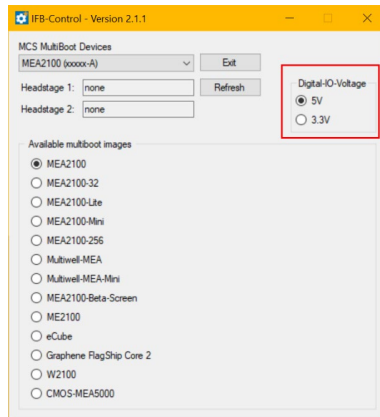 IFB-Control - Version 2.1.1
MCS MultiBoot Devices
MEA2100 (xxxxx-A)
Exit
Headstage 1: none
Refresh
Headstage 2: none
Digital-IO-Voltage
5V
3.3V
Available multiboot images
MEA2100
MEA2100-32
MEA2100-Lite
MEA2100-Mini
MEA2100-256
Multiwell-MEA
Multiwell-MEA-Mini
MEA2100-Beta-Screen
ME2100
eCube
Graphene FlagShip Core 2
W2100
CMOS-MEA5000